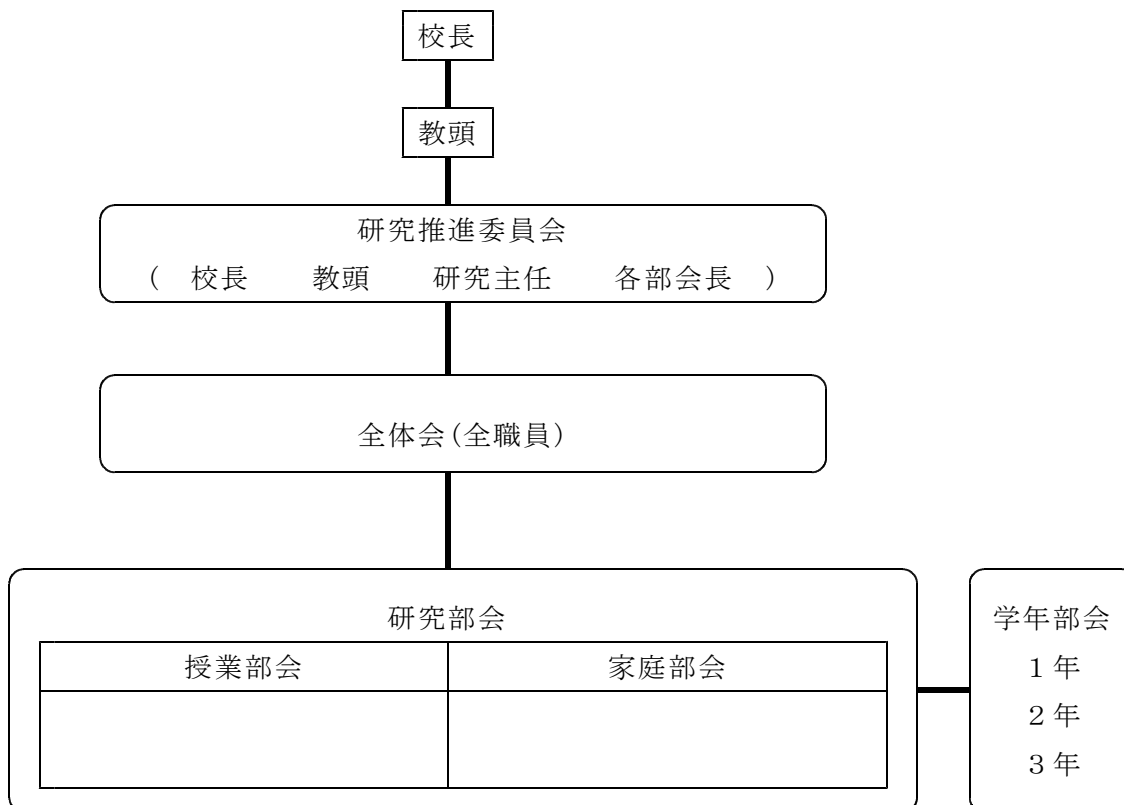 校長
教頭
研究推進委員会
(　校長　　教頭　　研究主任　　各部会長　)
全体会(全職員)
研究部会
授業部会　家庭部会
学年部会
１年
２年
３年